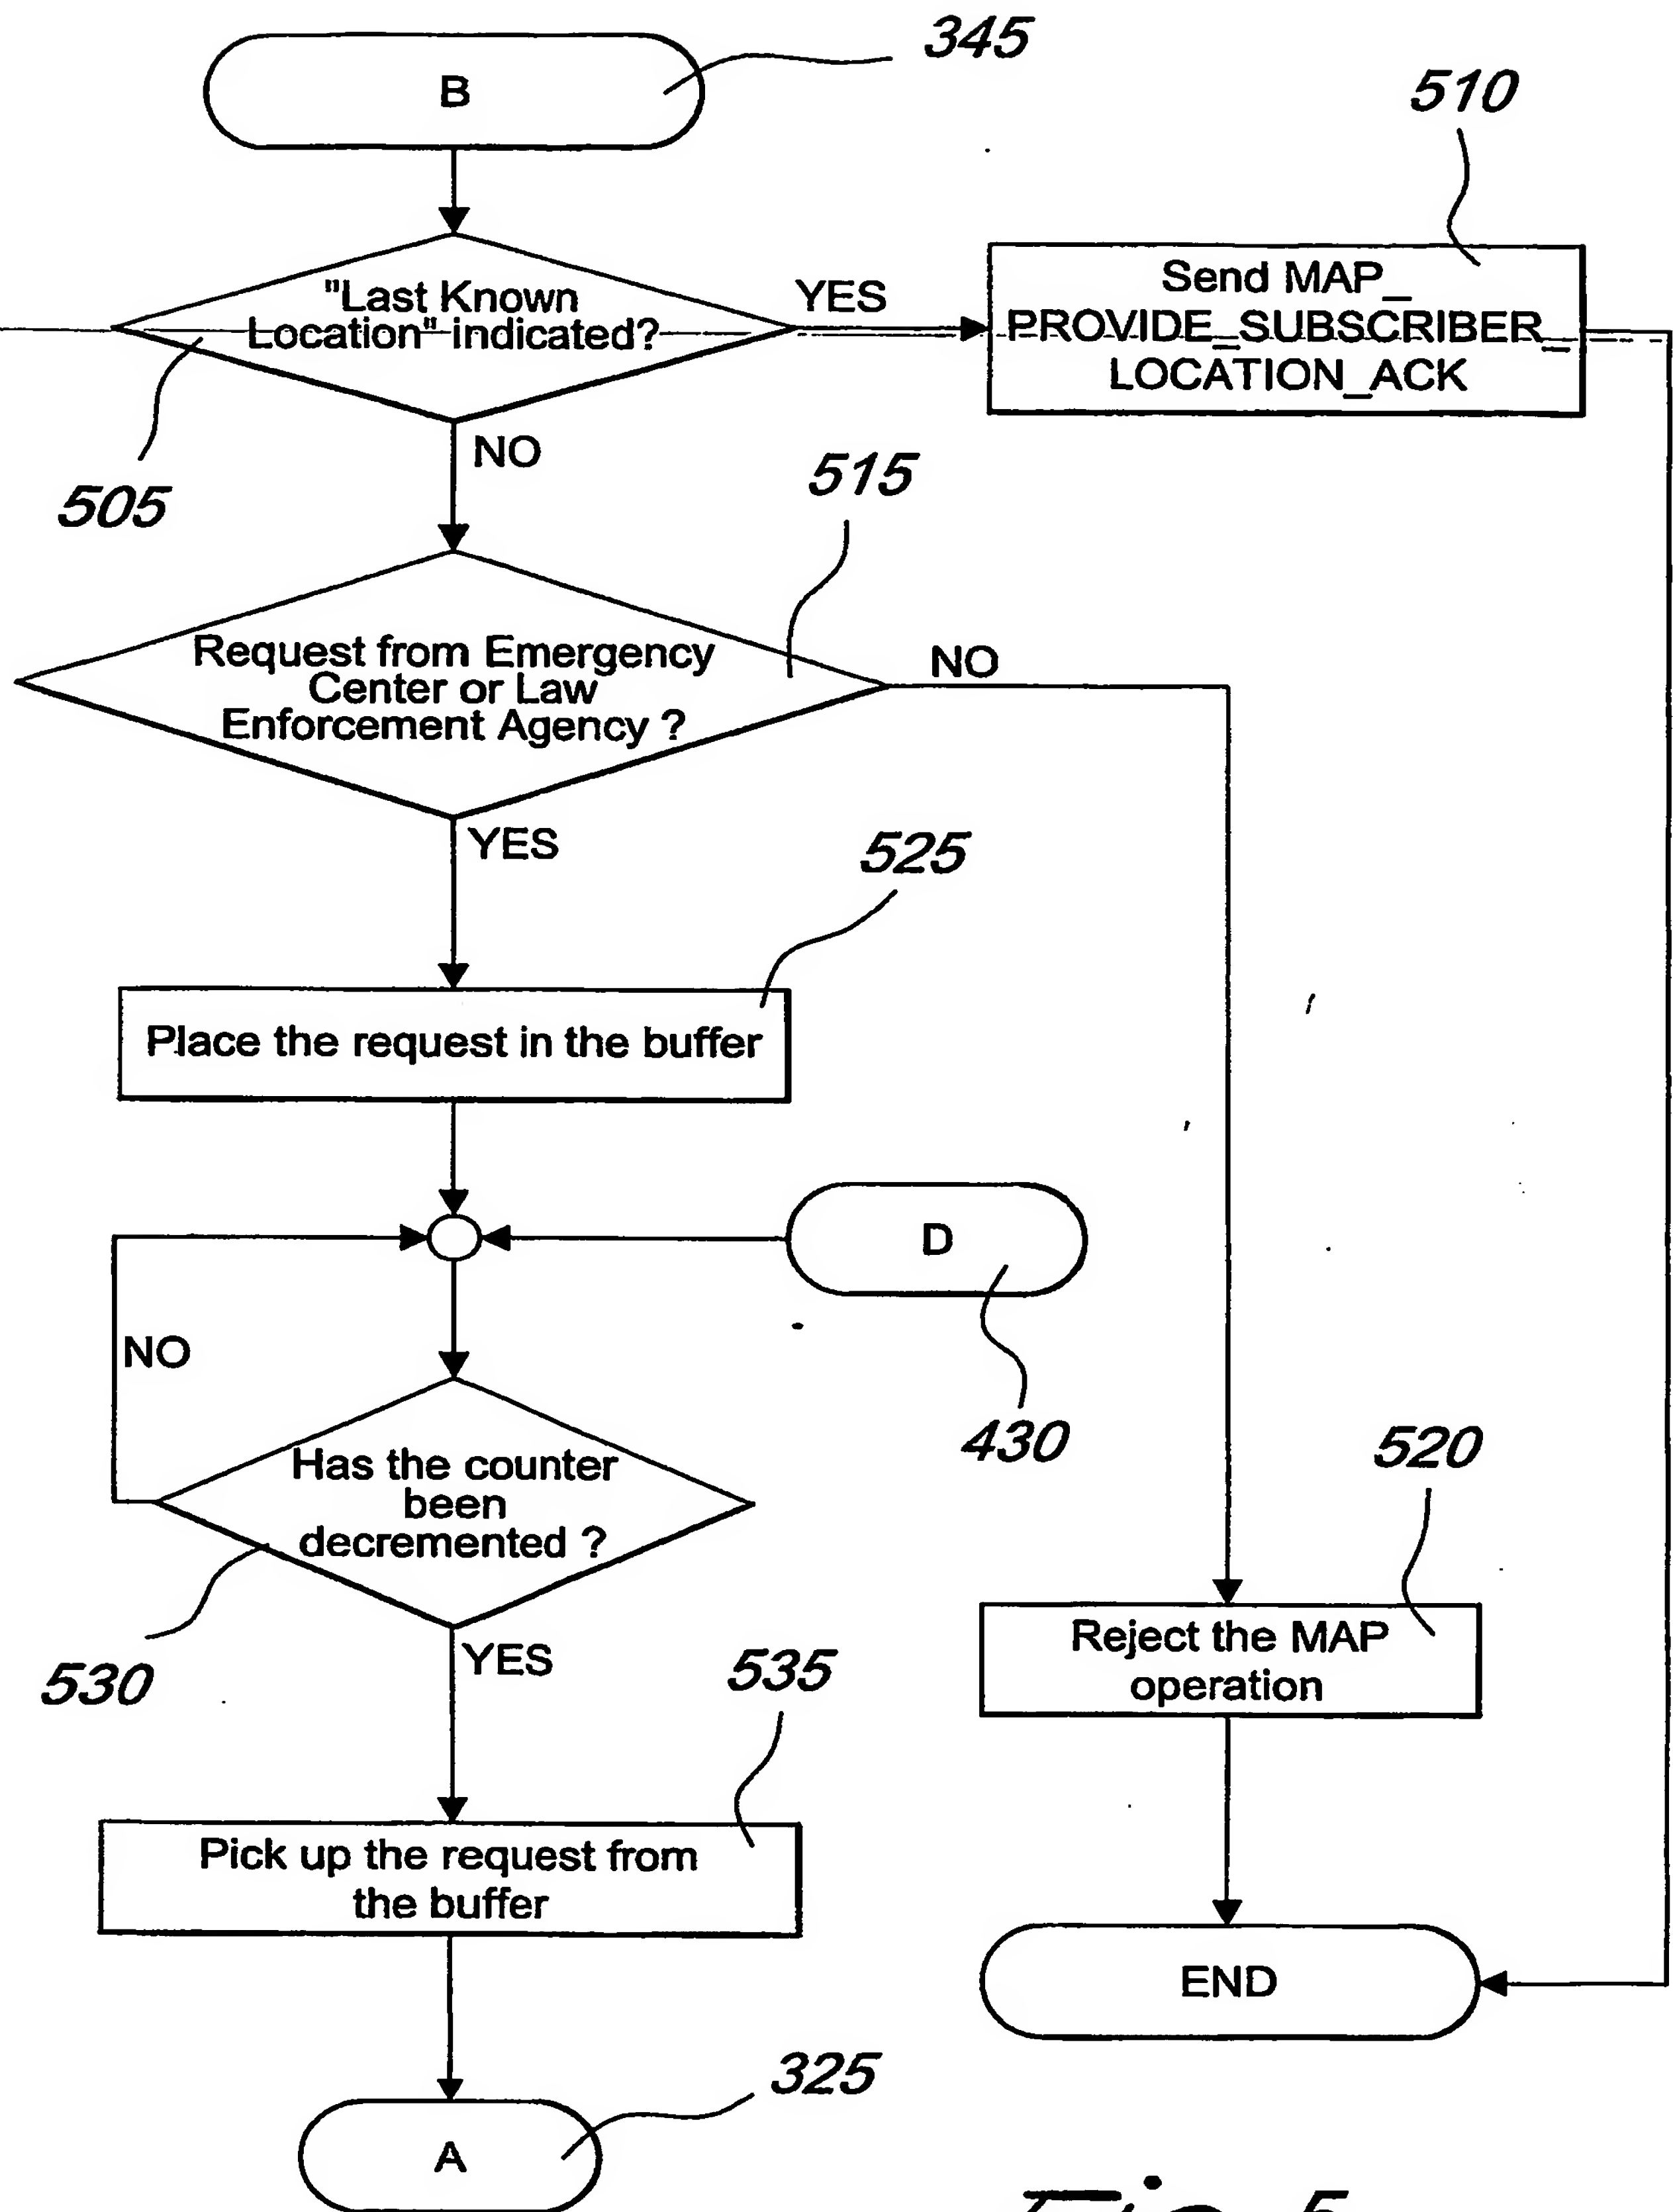 345
B
510
"Last Known
Location" indicated?
YES
Send MAP_
PROVIDE_SUBSCRIBER_
LOCATION_ACK
505
NO
515
Request from Emergency
Center or Law
Enforcement Agency ?
NO
YES
525
Place the request in the buffer
D
430
NO
Has the counter
been
decremented ?
530
YES
520
Reject the MAP
operation
535
Pick up the request from
the buffer
END
325
A